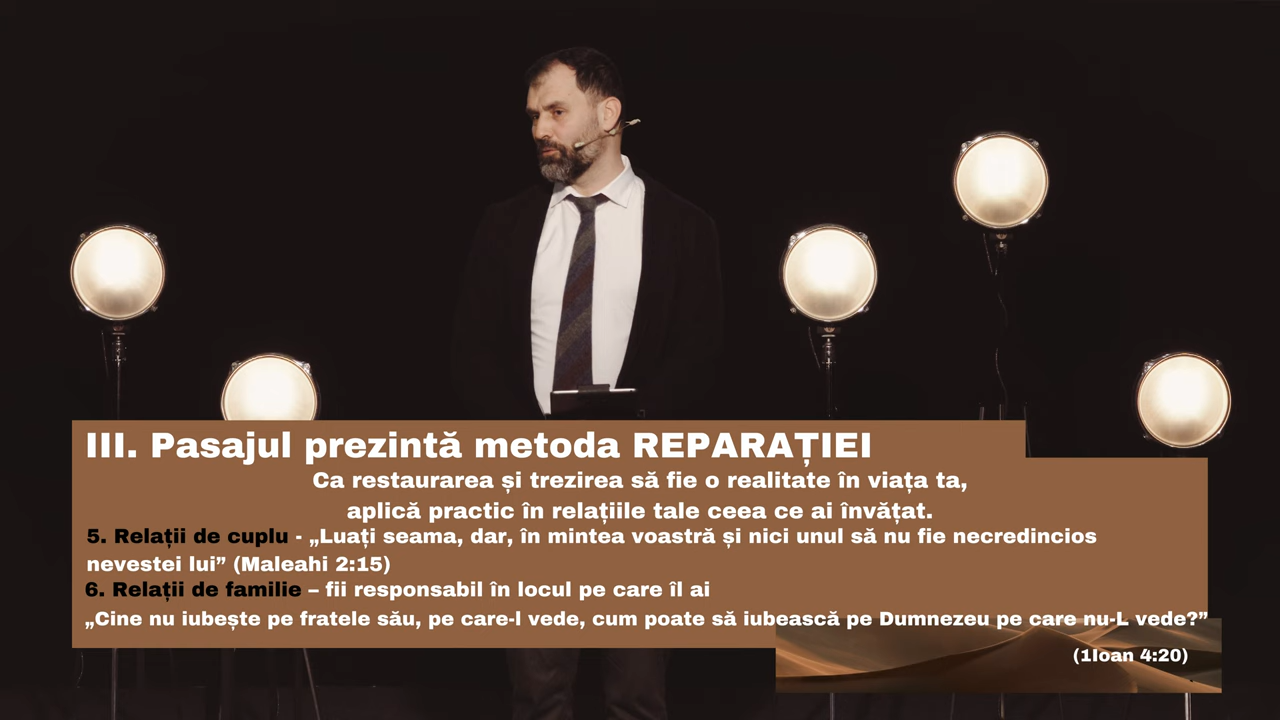 III. Pasajul prezintă metoda REPARAȚIEI
Ca restaurarea și trezirea să fie o realitate în viața ta,
aplică practic în relațiile tale ceea ce ai învățat.
5. Relații de cuplu - „Luați seama, dar, în mintea voastră și nici unul să nu fie necredincios
nevestei lui” (Maleahi 2:15)
6. Relații de familie – fii responsabil în locul pe care îl ai
„Cine nu iubește pe fratele său, pe care-l vede, cum poate să iubească pe Dumnezeu pe care nu-L vede?”
(1Ioan 4:20)